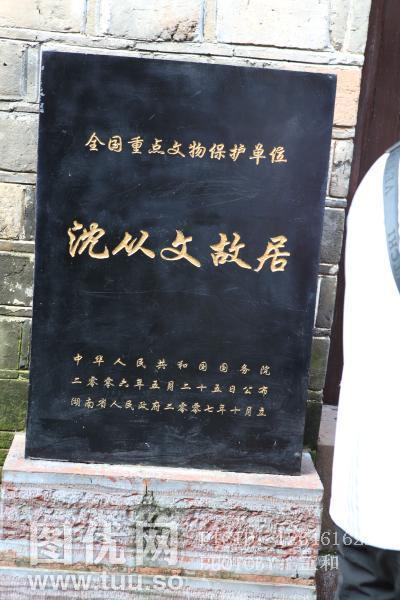 全国重点文物保护单位
沈从文故居
中华人民共和国国务院
二零零六年五月二十五日公布
湖南省人民政府二零零七年十月立
图优网
www.tuu.so